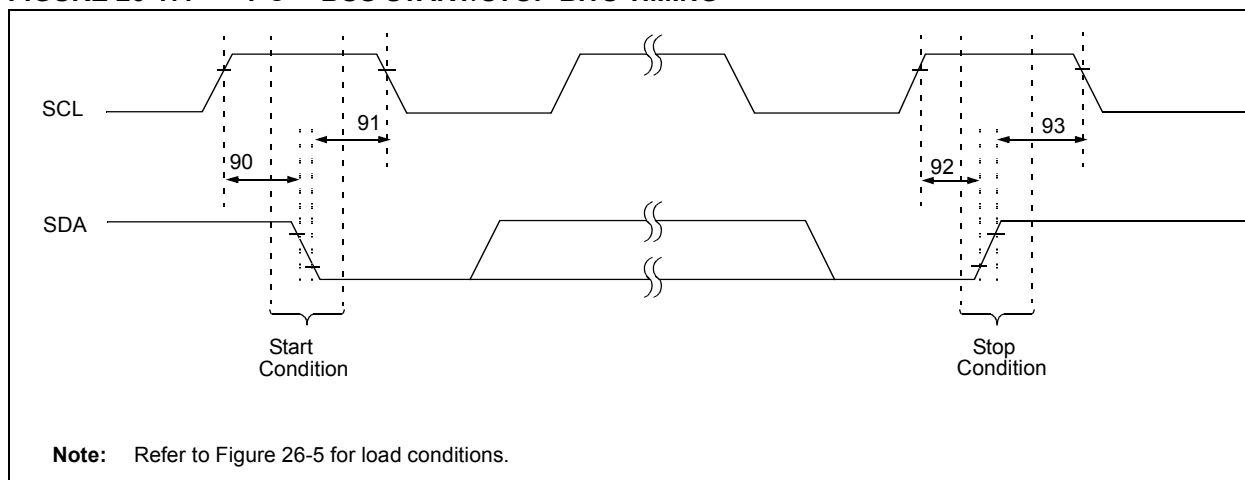 SCL
91
93
90
92
SDA
Start
Condition
Stop
Condition
Note: Refer to Figure 26-5 for load conditions.